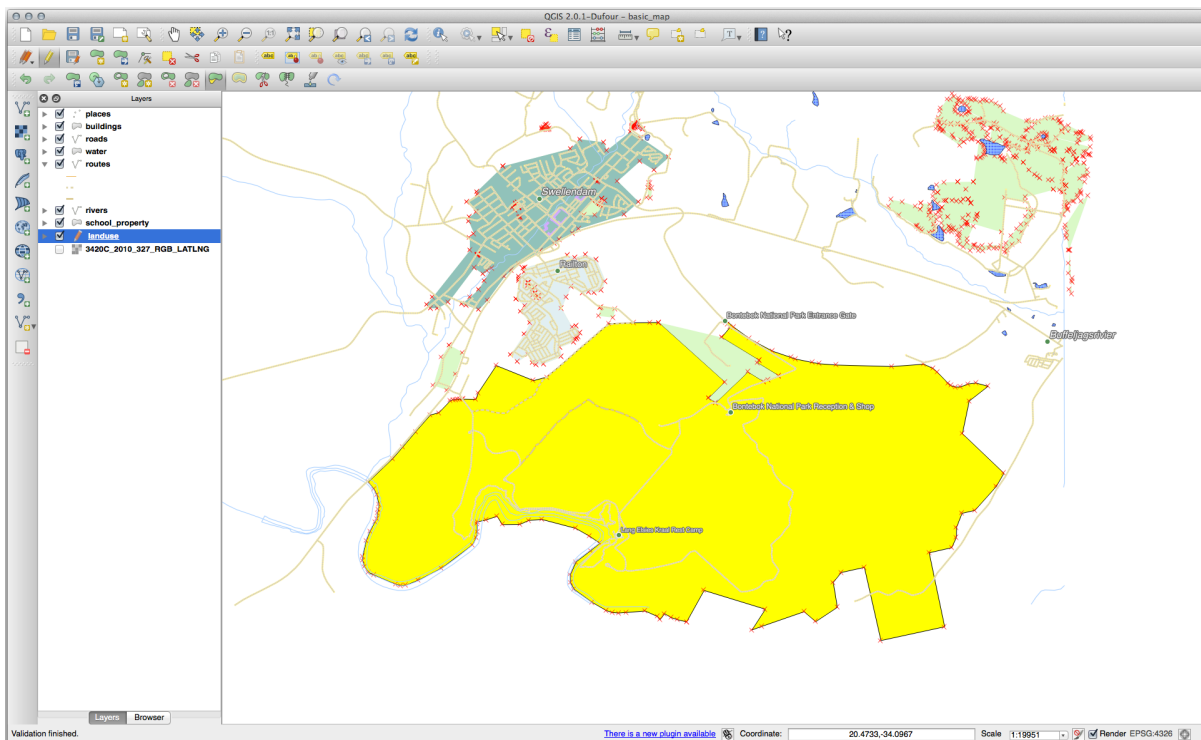 QGIS 2.0.1-Dufour - basic_map
Layers
places
buildings
roads
water
routes
rivers
school_property
landuse
3420C_2010_327_RGB_LATLNG
Swellendam
Railton
Bontebok National Park Entrance Gate
Buffeljagsrivier
Bontebok National Park Reception & Shop
Lang Elsies Kraal Rest Camp
Layers Browser
Validation finished. There is a new plugin available Coordinate: 20.4733,-34.0967 Scale 1:19951 Render EPSG:4326